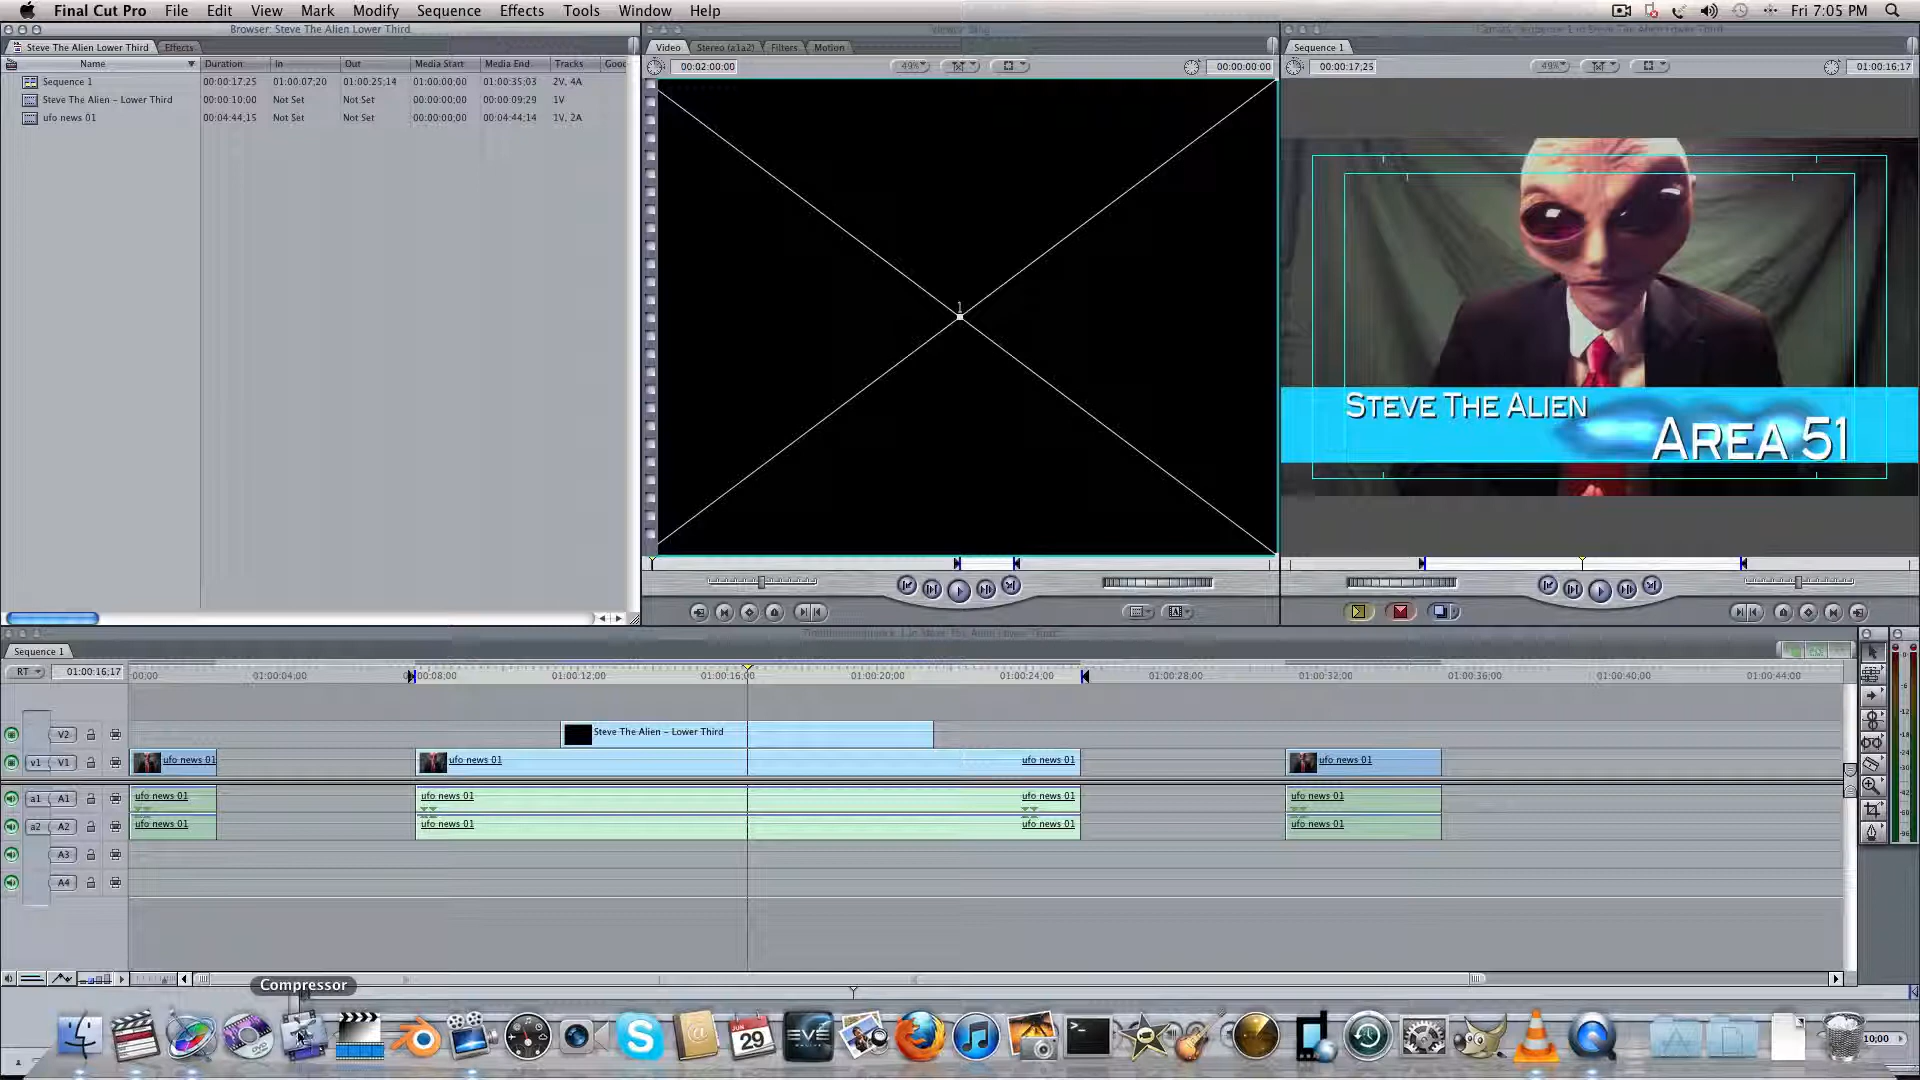 Final Cut Pro File Edit View Mark Modify Sequence Effects Tools Window Help Fri 7:05 PM
Browser: Steve The Alien Lower Third
Steve The Alien Lower Third Effects
Name Duration In Out Media Start Media End Tracks Good
Sequence 1 00:00:17;25 01:00:07;20 01:00:25;14 01:00:00;00 01:00:35;03 2V, 4A
Steve The Alien – Lower Third 00:00:10;00 Not Set Not Set 00:00:00;00 00:00:09;29 1V
ufo news 01 00:04:44;15 Not Set Not Set 00:00:00;00 00:04:44;14 1V, 2A
Video Stereo (a1a2) Filters Motion
00:02:00:00 49% 00:00:00:00
1
Sequence 1
00:00:17;25 49% 01:00:16;17
STEVE THE ALIEN
AREA 51
Sequence 1
RT 01:00:16;17 00;00 01:00:04;00 01:00:12;00 01:00:20;00 01:00:24;00 01:00:28;00 01:00:32;00 01:00:36;00 01:00:40;00 01:00:44;00
V2 Steve The Alien – Lower Third
v1 V1 ufo news 01 ufo news 01 ufo news 01 ufo news 01
a1 A1 ufo news 01 ufo news 01 ufo news 01 ufo news 01
a2 A2 ufo news 01 ufo news 01 ufo news 01 ufo news 01
A3
A4
Compressor
JUN
29
EVE
10;00